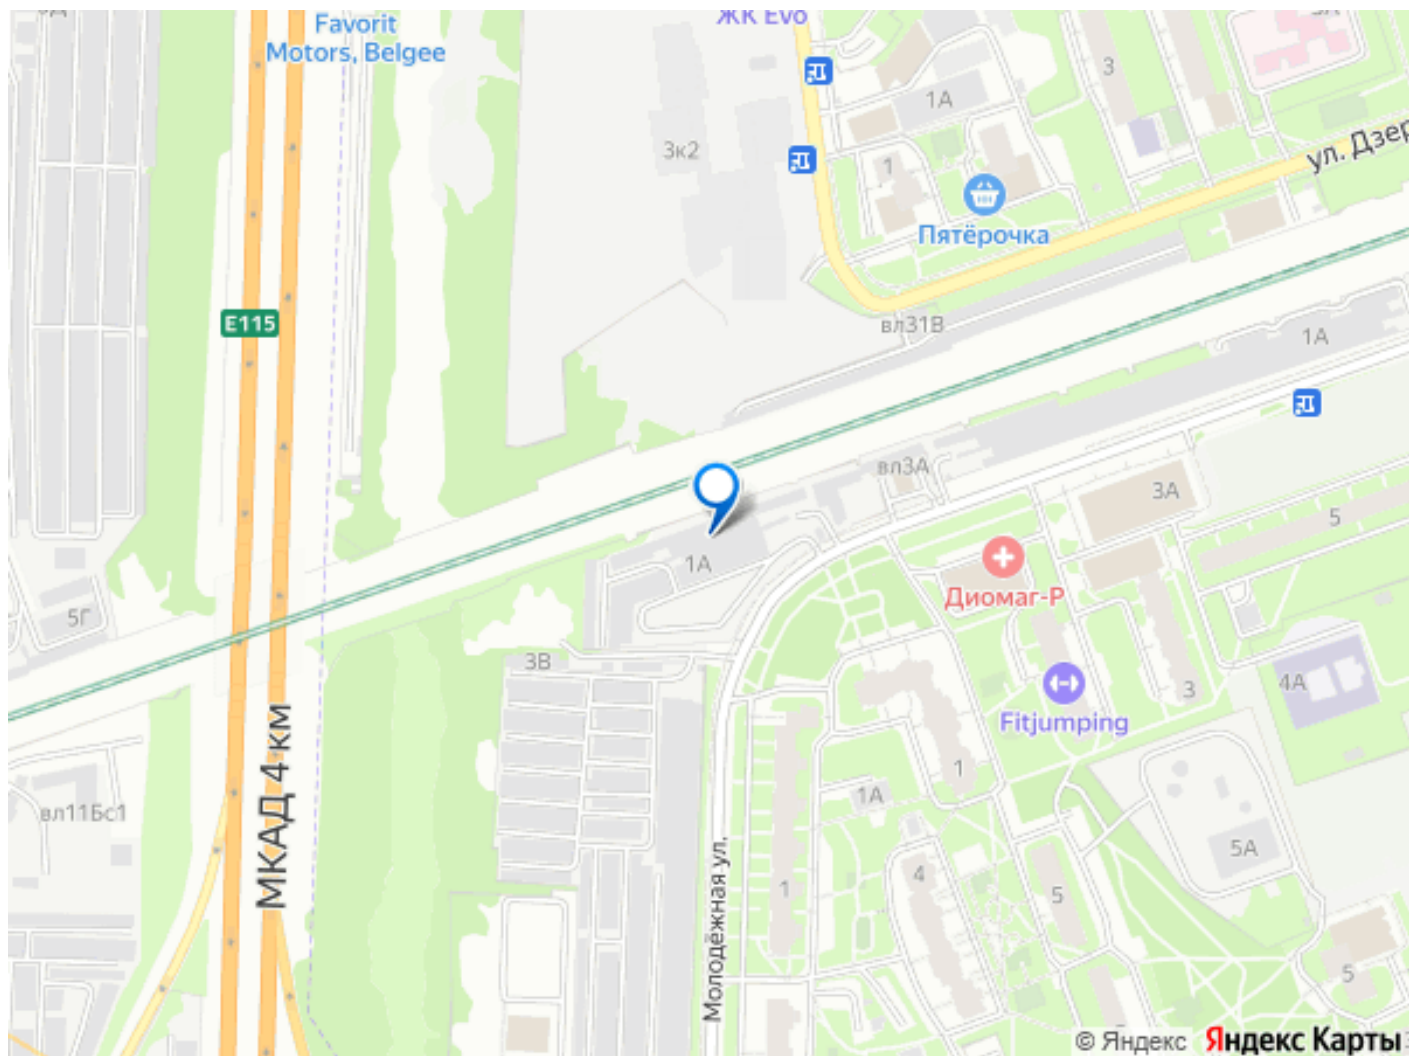 Favorit
Motors, Belgee
ЖК Evo
3
1А
3к2
1
ул. Дзер
Пятёрочка
E115
вл31В
1А
вл3А
3А
5
1А
Диомаг-Р
5Г
3В
4А
3
Fitjumping
МКАД 4 км
1
1А
вл11Бс1
5А
4
5
1
Молодёжная ул.
5
© Яндекс Яндекс Карты